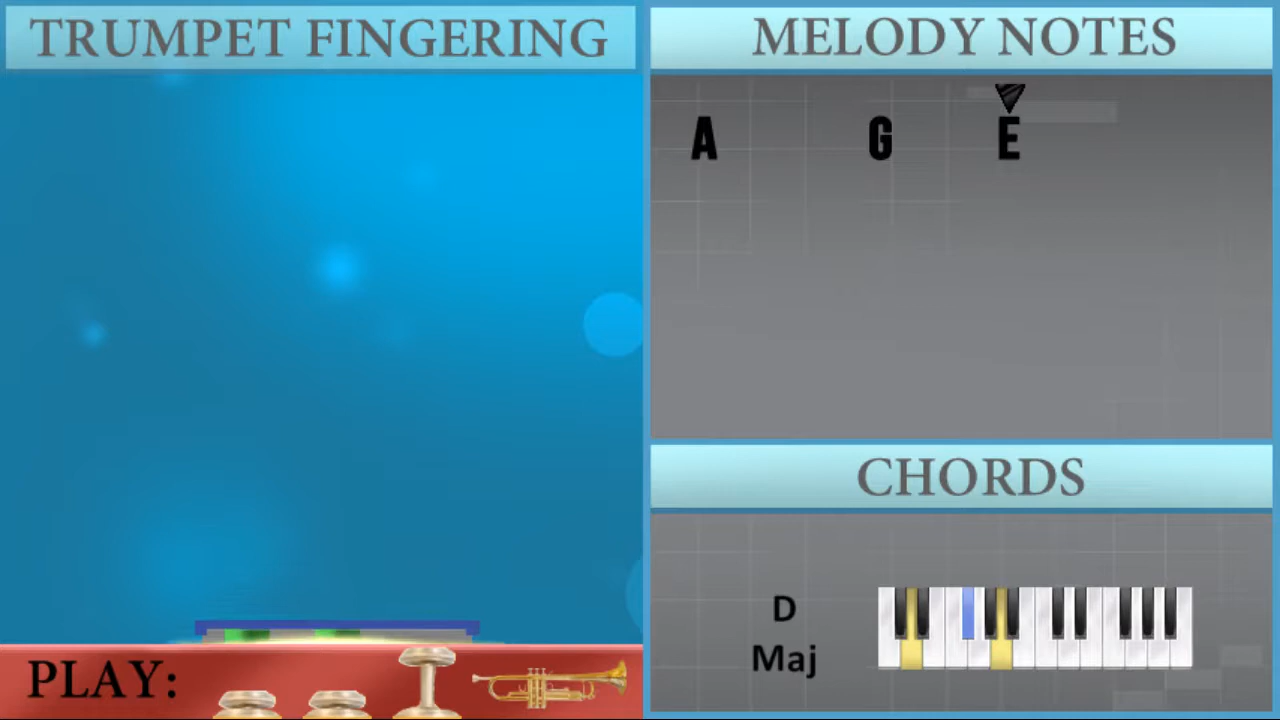 TRUMPET FINGERING
PLAY:
MELODY NOTES
A G E
CHORDS
D
Maj